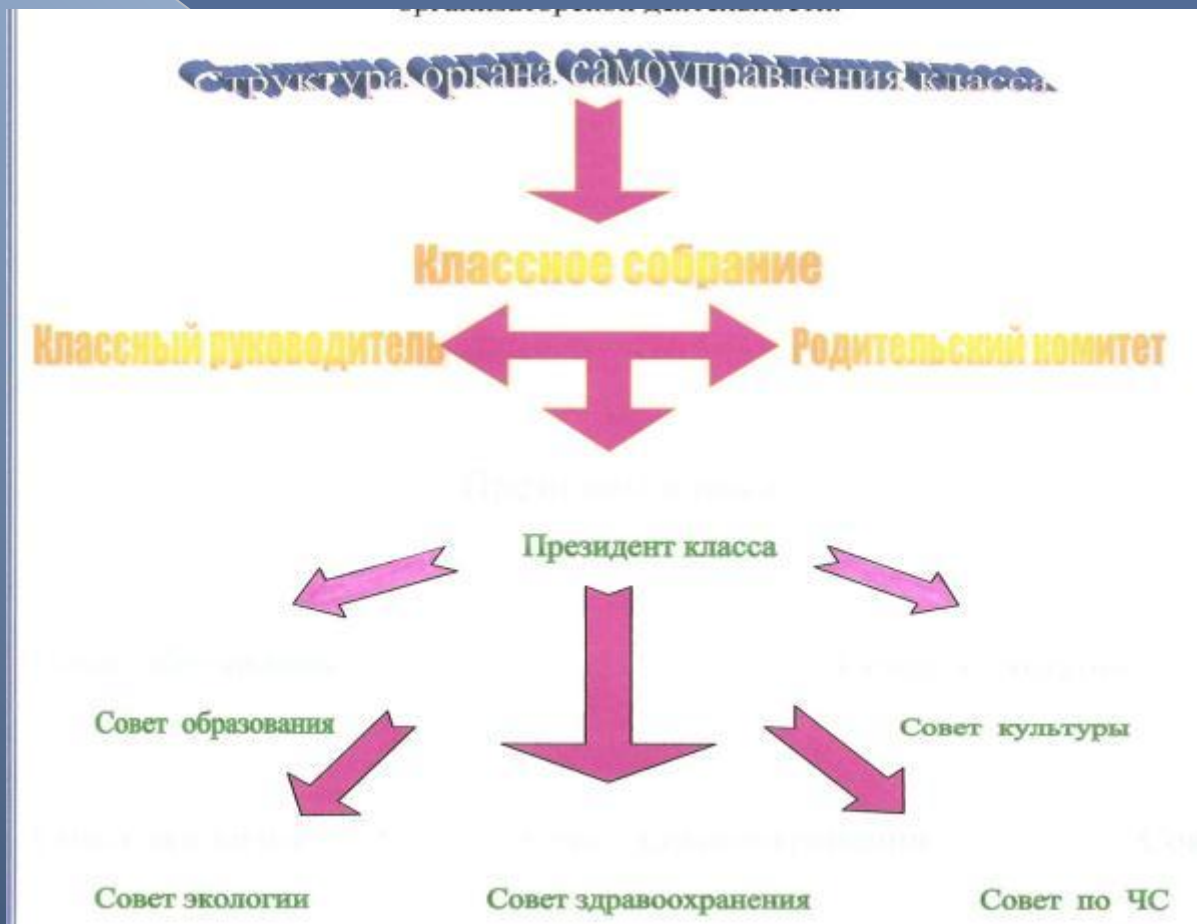 Структура органа самоуправления класса
Классное собрание
Классный руководитель
Родительский комитет
Президент класса
Совет образования
Совет культуры
Совет экологии
Совет здравоохранения
Совет по ЧС